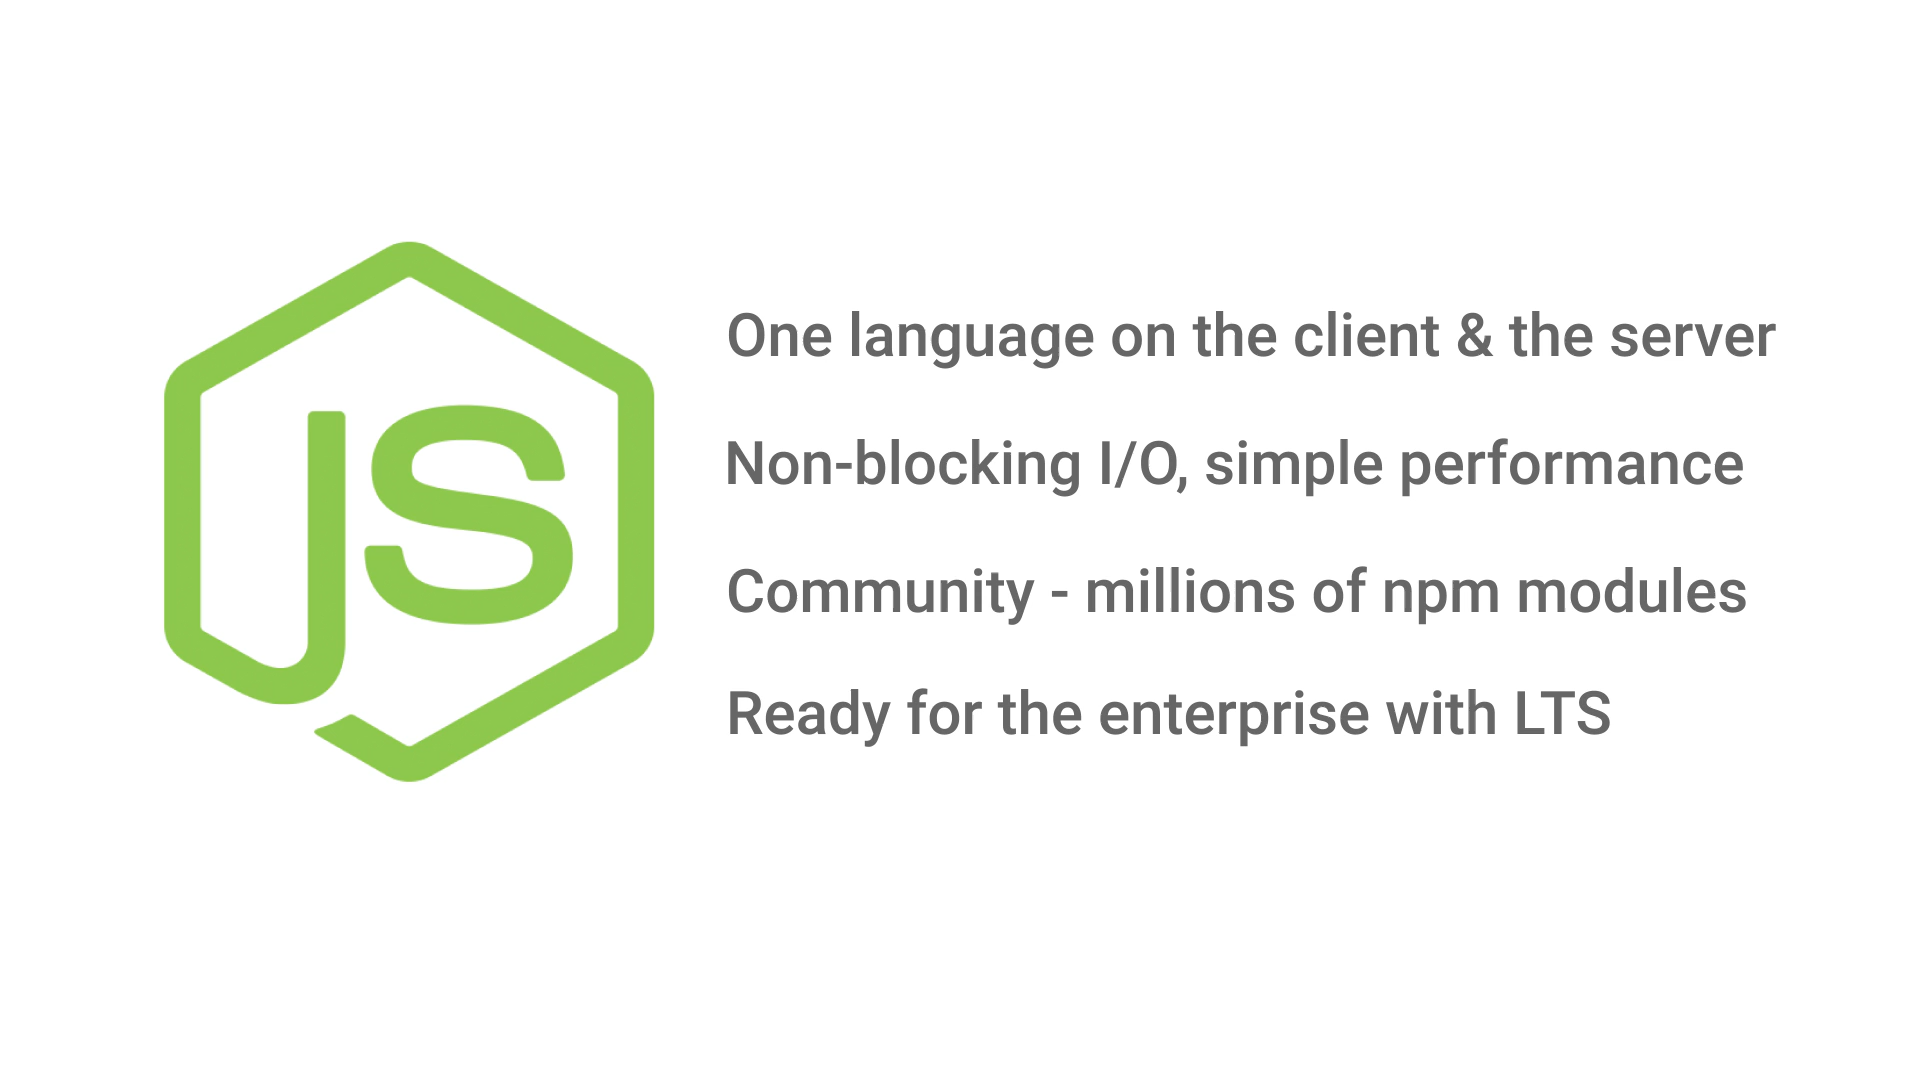 JS
One language on the client & the server
Non-blocking I/O, simple performance
Community - millions of npm modules
Ready for the enterprise with LTS